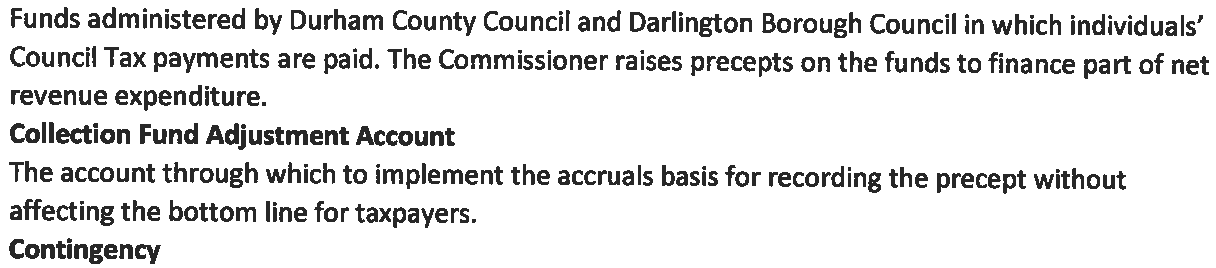 Funds administered by Durham County Council and Darlington Borough Council in which individuals'
Council Tax payments are paid. The Commissioner raises precepts on the funds to finance part of net
revenue expenditure.
Collection Fund Adjustment Account
The account through which to implement the accruals basis for recording the precept without
affecting the bottom line for taxpayers.
Contingency